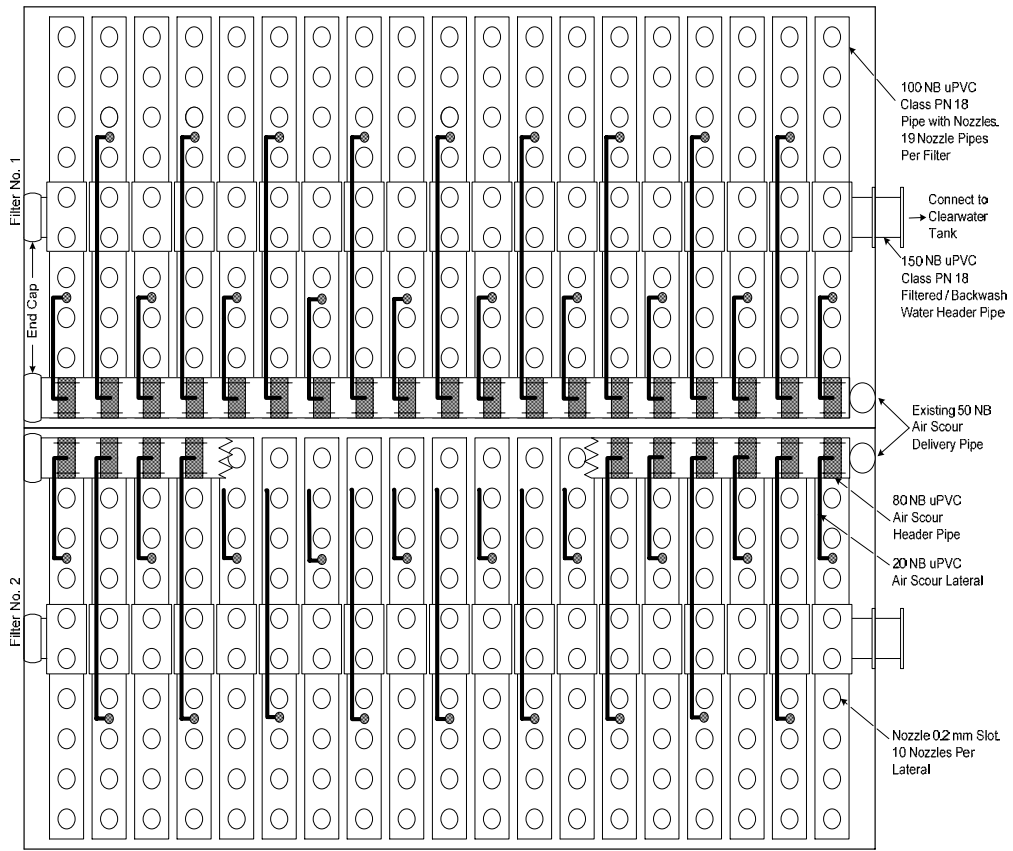 Filter No. 1
End Cap
Filter No. 2
100 NB uPVC
Class PN 18
Pipe with Nozzles.
19 Nozzle Pipes
Per Filter
Connect to
Clearwater
Tank
150 NB uPVC
Class PN 18
Filtered / Backwash
Water Header Pipe
Existing 50 NB
Air Scour
Delivery Pipe
80 NB uPVC
Air Scour
Header Pipe
20 NB uPVC
Air Scour Lateral
Nozzle 0.2 mm Slot.
10 Nozzles Per
Lateral